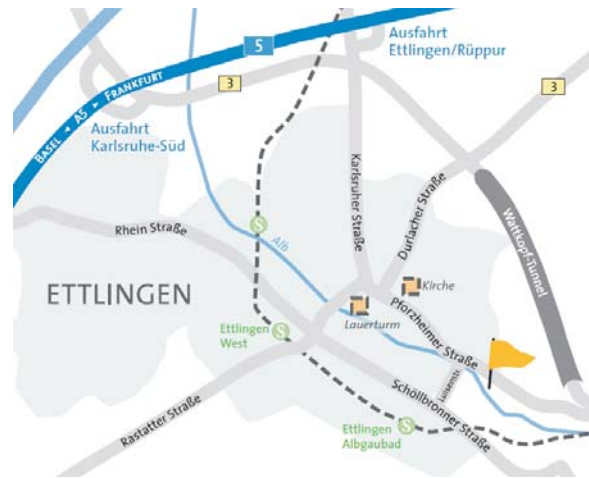 5
Ausfahrt
Ettlingen/Rüppur
3
3
BASEL ◄ A5 ► FRANKFURT
Ausfahrt
Karlsruhe-Süd
Karlsruher Straße
Durlacher Straße
Wattkopf-Tunnel
Rhein Straße
S
Alb
ETTLINGEN
Kirche
Lauerturm
Pforzheimer Straße
Ettlingen
West
S
Luisenstr.
Schöllbronner Straße
Rastatter Straße
Ettlingen
Albgaubad
S